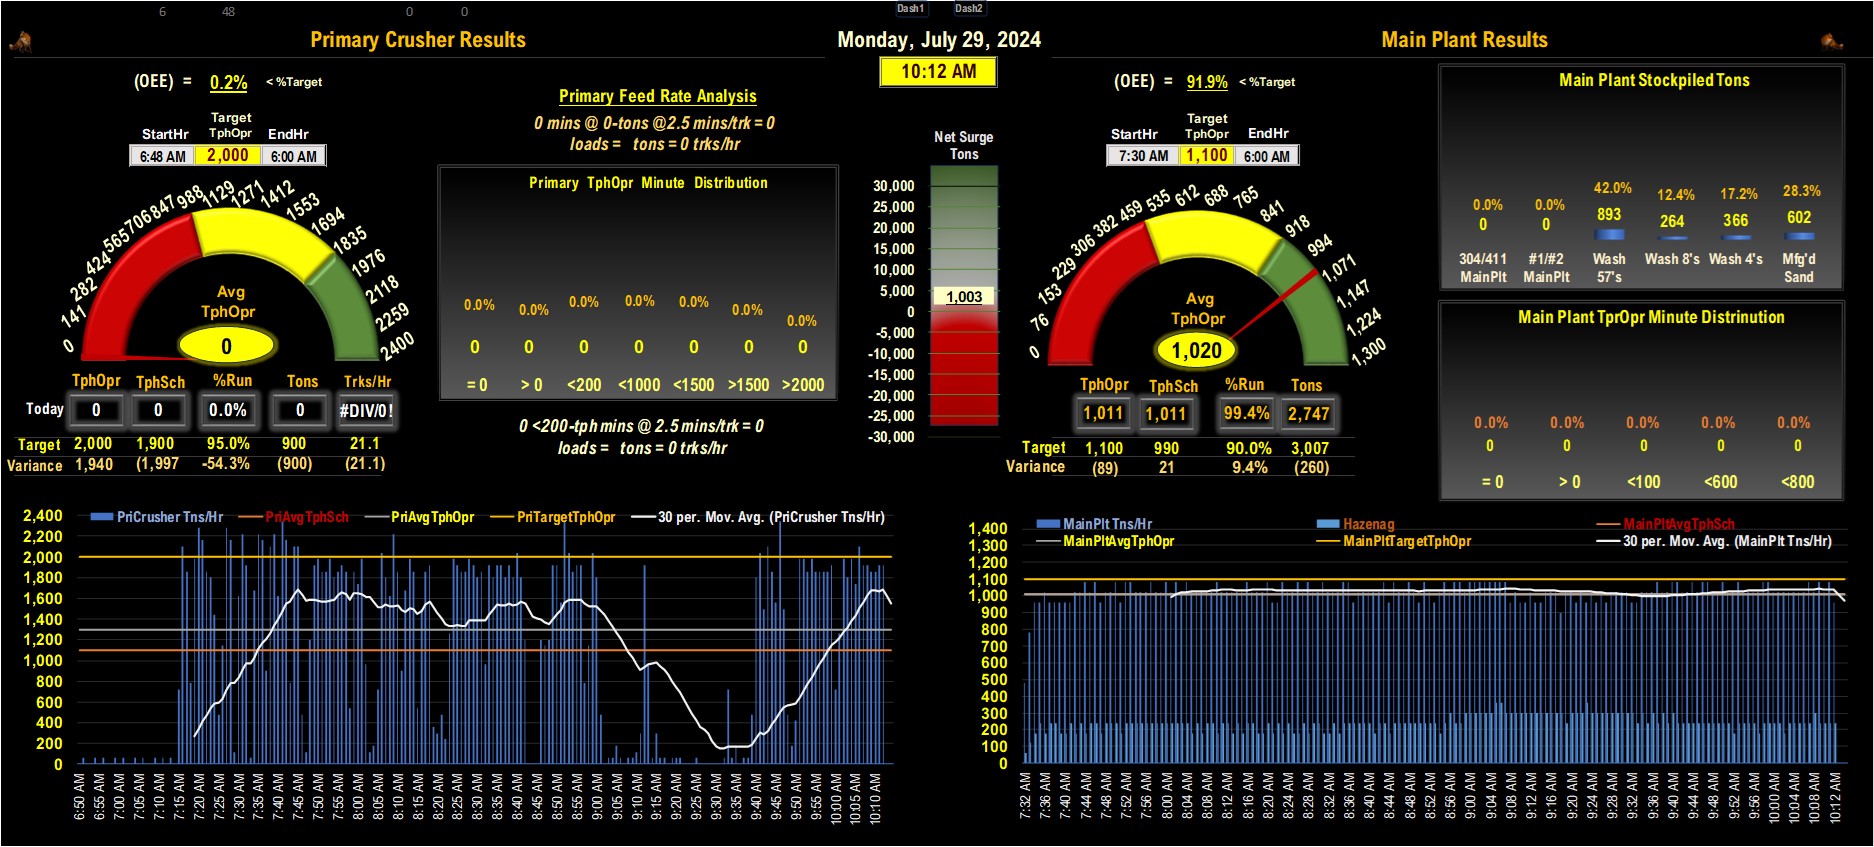 6 48 0 0 Dash1 Dash2
Primary Crusher Results
Monday, July 29, 2024
Main Plant Results
10:12 AM
(OEE) = 0.2% < %Target
Target
StartHr TphOpr EndHr
6:48 AM 2,000 6:00 AM
0 141 282 424 565 706 847 988 1129 1271 1412 1553 1694 1835 1976 2118 2259 2400
Avg
TphOpr
0
TphOpr TphSch %Run Tons Trks/Hr
Today 0 0 0.0% 0 #DIV/0!
Target 2,000 1,900 95.0% 900 21.1
Variance 1,940 (1,997 -54.3% (900) (21.1)
Primary Feed Rate Analysis
0 mins @ 0-tons @2.5 mins/trk = 0
loads = tons = 0 trks/hr
Primary TphOpr Minute Distribution
0.0% 0.0% 0.0% 0.0% 0.0% 0.0% 0.0%
0 0 0 0 0 0 0
= 0 > 0 <200 <1000 <1500 >1500 >2000
0 <200-tph mins @ 2.5 mins/trk = 0
loads = tons = 0 trks/hr
Net Surge
Tons
30,000
25,000
20,000
15,000
10,000
5,000
1,003
0
-5,000
-10,000
-15,000
-20,000
-25,000
-30,000
(OEE) = 91.9% < %Target
Target
StartHr TphOpr EndHr
7:30 AM 1,100 6:00 AM
0 76 153 229 306 382 459 535 612 688 765 841 918 994 1,071 1,147 1,224 1,300
Avg
TphOpr
1,020
TphOpr TphSch %Run Tons
1,011 1,011 99.4% 2,747
Target 1,100 990 90.0% 3,007
Variance (89) 21 9.4% (260)
Main Plant Stockpiled Tons
0.0% 0.0% 42.0% 12.4% 17.2% 28.3%
0 0 893 264 366 602
304/411 #1/#2 Wash Wash 8's Wash 4's Mfg'd
MainPlt MainPlt 57's Sand
Main Plant TprOpr Minute Distrinution
0.0% 0.0% 0.0% 0.0% 0.0%
0 0 0 0 0
= 0 > 0 <100 <600 <800
PriCrusher Tns/Hr PriAvgTphSch PriAvgTphOpr PriTargetTphOpr 30 per. Mov. Avg. (PriCrusher Tns/Hr)
2,400
2,200
2,000
1,800
1,600
1,400
1,200
1,000
800
600
400
200
0
6:50 AM 6:55 AM 7:00 AM 7:05 AM 7:10 AM 7:15 AM 7:20 AM 7:25 AM 7:30 AM 7:35 AM 7:40 AM 7:45 AM 7:50 AM 7:55 AM 8:00 AM 8:05 AM 8:10 AM 8:15 AM 8:20 AM 8:25 AM 8:30 AM 8:35 AM 8:40 AM 8:45 AM 8:50 AM 8:55 AM 9:00 AM 9:05 AM 9:10 AM 9:15 AM 9:20 AM 9:25 AM 9:30 AM 9:35 AM 9:40 AM 9:45 AM 9:50 AM 9:55 AM 10:00 AM 10:05 AM 10:10 AM
MainPlt Tns/Hr Hazenag MainPltAvgTphSch
MainPltAvgTphOpr MainPltTargetTphOpr 30 per. Mov. Avg. (MainPlt Tns/Hr)
1,400
1,300
1,200
1,100
1,000
900
800
700
600
500
400
300
200
100
0
7:32 AM 7:36 AM 7:40 AM 7:44 AM 7:48 AM 7:52 AM 7:56 AM 8:00 AM 8:04 AM 8:08 AM 8:12 AM 8:16 AM 8:20 AM 8:24 AM 8:28 AM 8:32 AM 8:36 AM 8:40 AM 8:44 AM 8:48 AM 8:52 AM 8:56 AM 9:00 AM 9:04 AM 9:08 AM 9:12 AM 9:16 AM 9:20 AM 9:24 AM 9:28 AM 9:32 AM 9:36 AM 9:40 AM 9:44 AM 9:48 AM 9:52 AM 9:56 AM 10:00 AM 10:04 AM 10:08 AM 10:12 AM